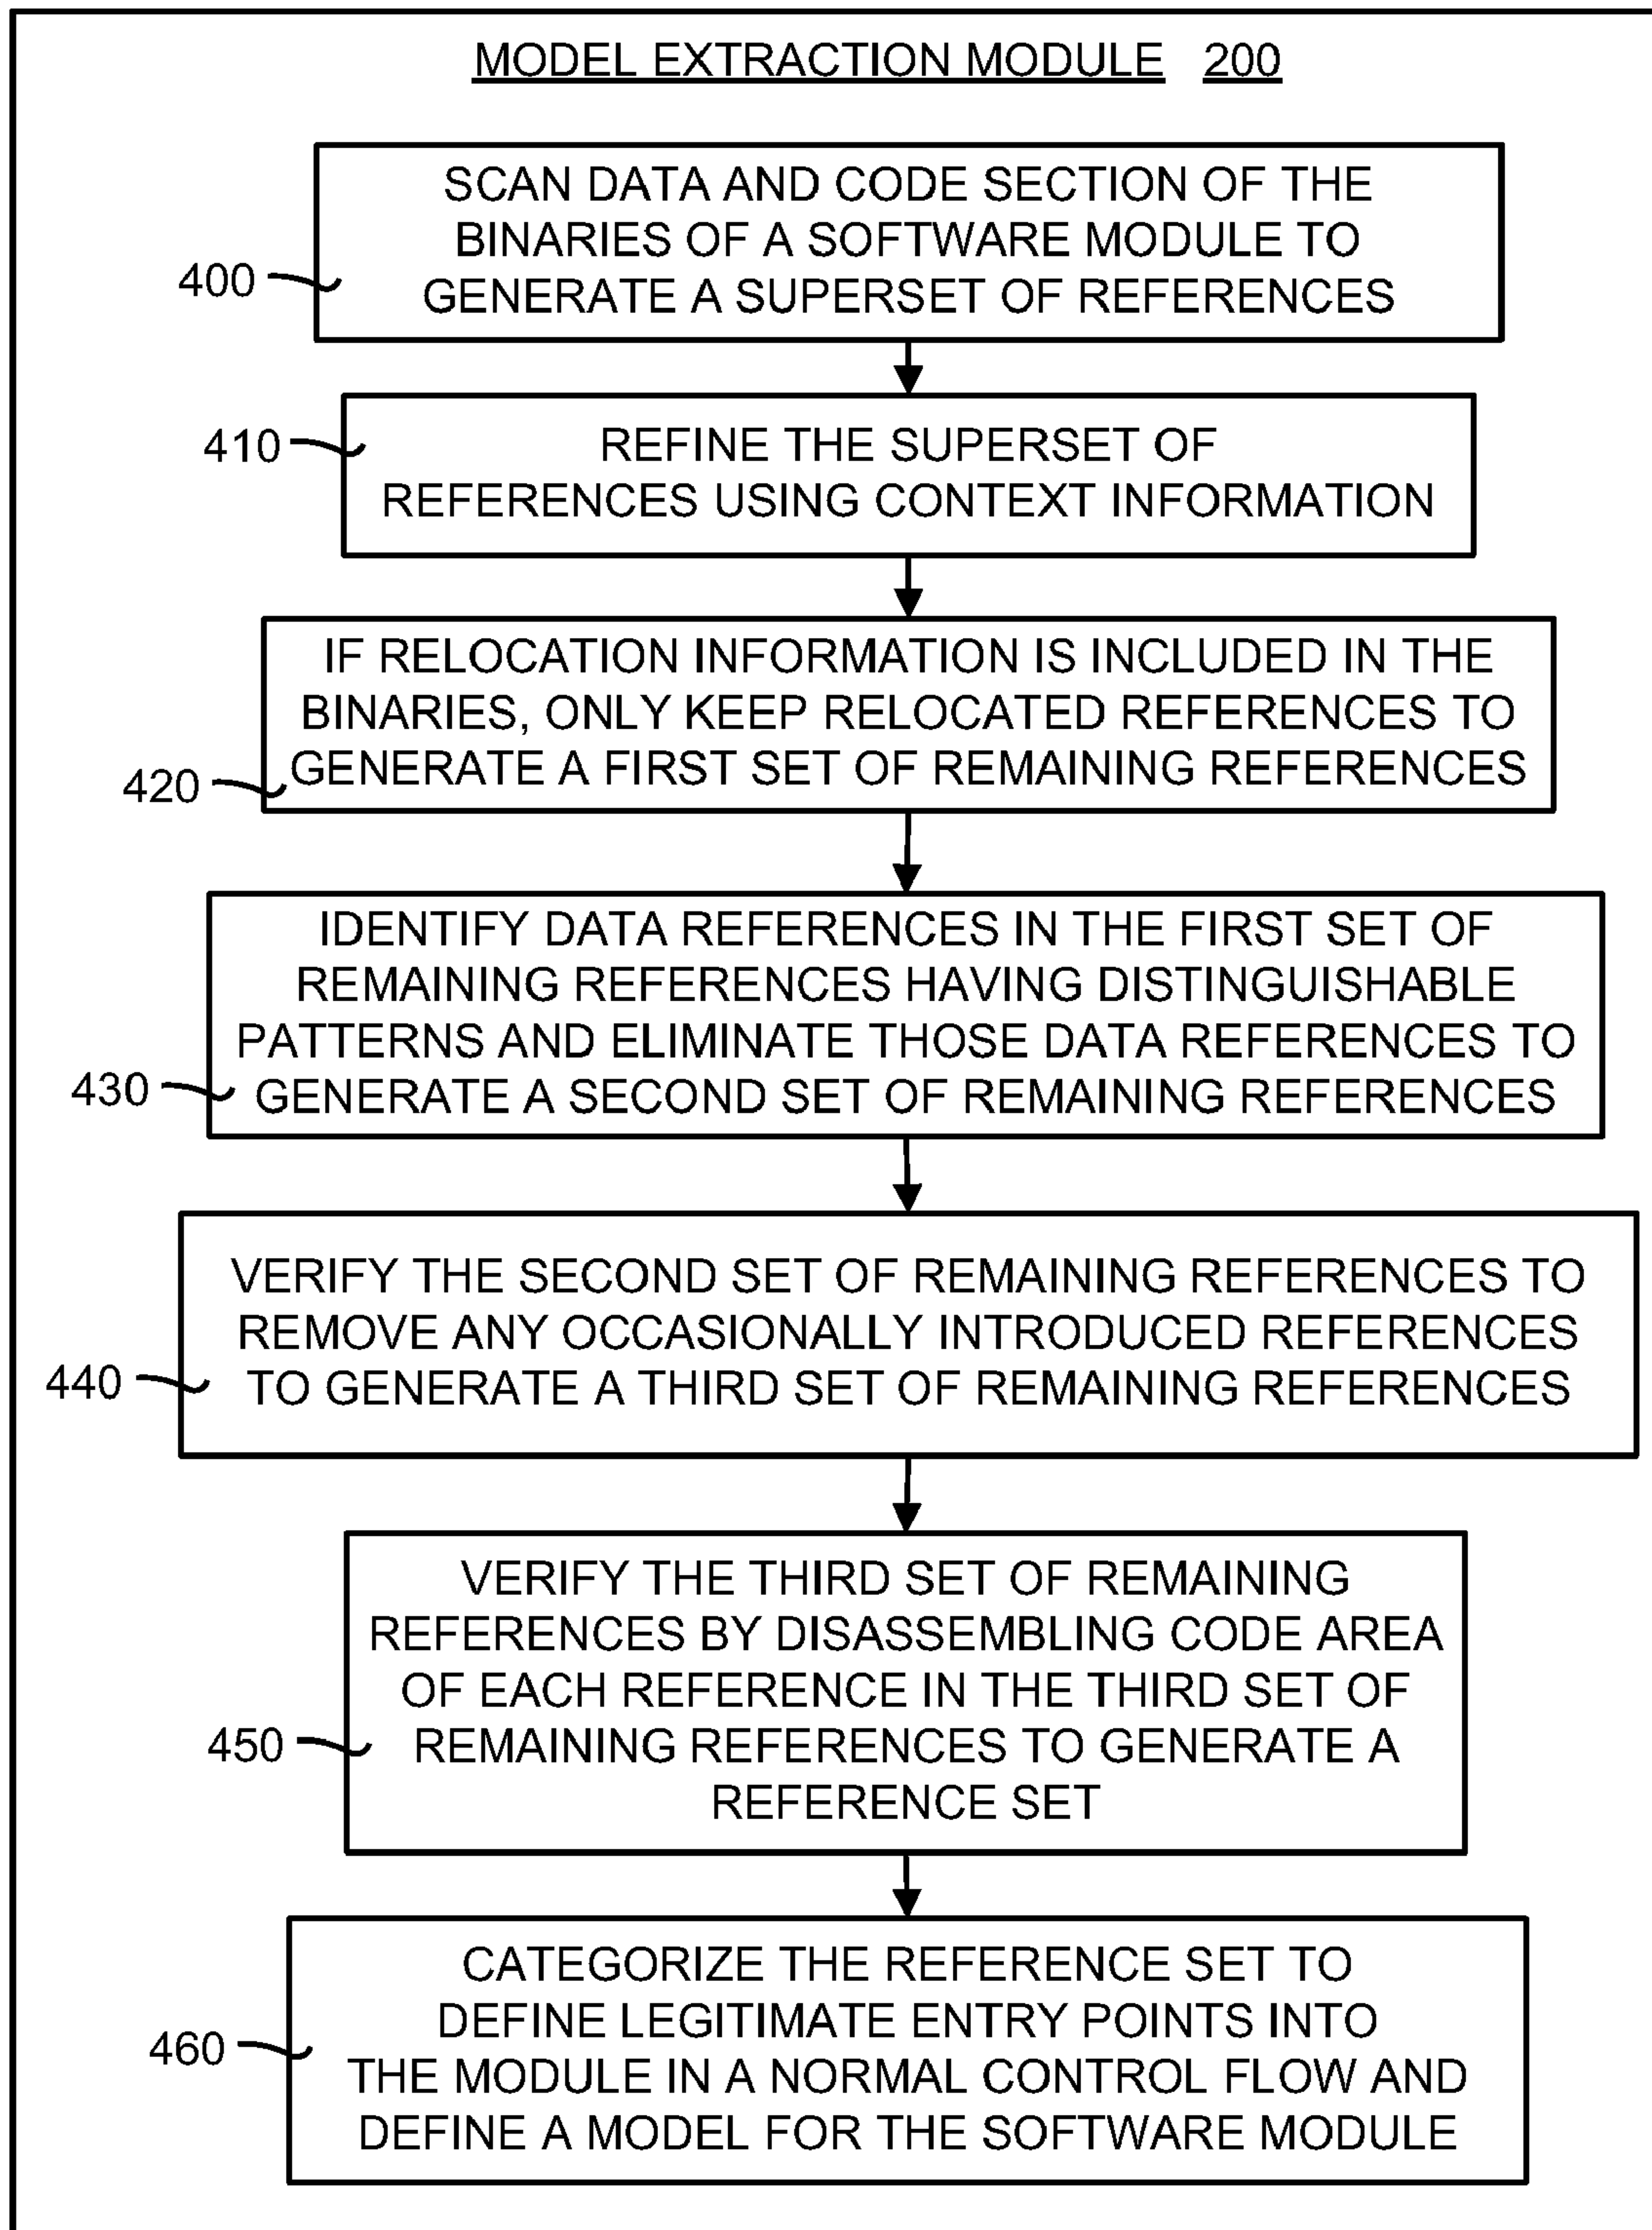 MODEL EXTRACTION MODULE 200
SCAN DATA AND CODE SECTION OF THE
BINARIES OF A SOFTWARE MODULE TO
GENERATE A SUPERSET OF REFERENCES
400
REFINE THE SUPERSET OF
REFERENCES USING CONTEXT INFORMATION
410
IF RELOCATION INFORMATION IS INCLUDED IN THE
BINARIES, ONLY KEEP RELOCATED REFERENCES TO
GENERATE A FIRST SET OF REMAINING REFERENCES
420
IDENTIFY DATA REFERENCES IN THE FIRST SET OF
REMAINING REFERENCES HAVING DISTINGUISHABLE
PATTERNS AND ELIMINATE THOSE DATA REFERENCES TO
GENERATE A SECOND SET OF REMAINING REFERENCES
430
VERIFY THE SECOND SET OF REMAINING REFERENCES TO
REMOVE ANY OCCASIONALLY INTRODUCED REFERENCES
TO GENERATE A THIRD SET OF REMAINING REFERENCES
440
VERIFY THE THIRD SET OF REMAINING
REFERENCES BY DISASSEMBLING CODE AREA
OF EACH REFERENCE IN THE THIRD SET OF
REMAINING REFERENCES TO GENERATE A
REFERENCE SET
450
CATEGORIZE THE REFERENCE SET TO
DEFINE LEGITIMATE ENTRY POINTS INTO
THE MODULE IN A NORMAL CONTROL FLOW AND
DEFINE A MODEL FOR THE SOFTWARE MODULE
460